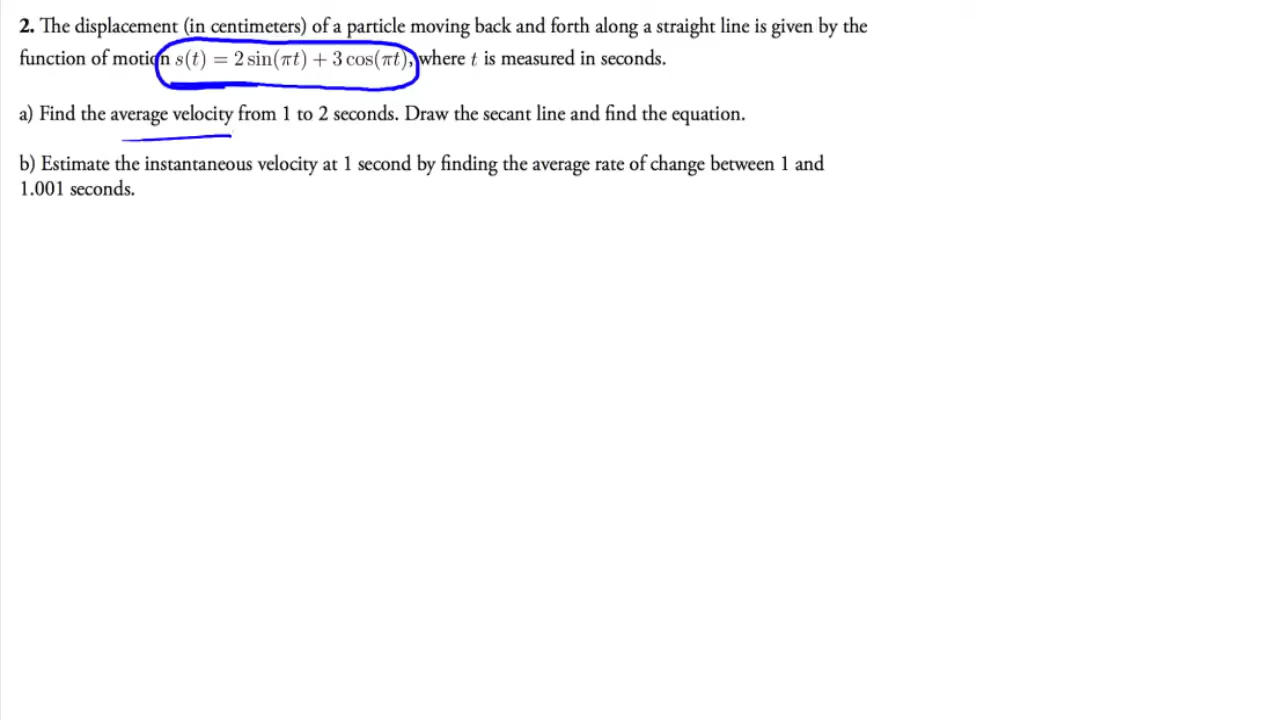 2. The displacement (in centimeters) of a particle moving back and forth along a straight line is given by the
function of motion s(t) = 2 sin(πt) + 3 cos(πt), where t is measured in seconds.
a) Find the average velocity from 1 to 2 seconds. Draw the secant line and find the equation.
b) Estimate the instantaneous velocity at 1 second by finding the average rate of change between 1 and
1.001 seconds.